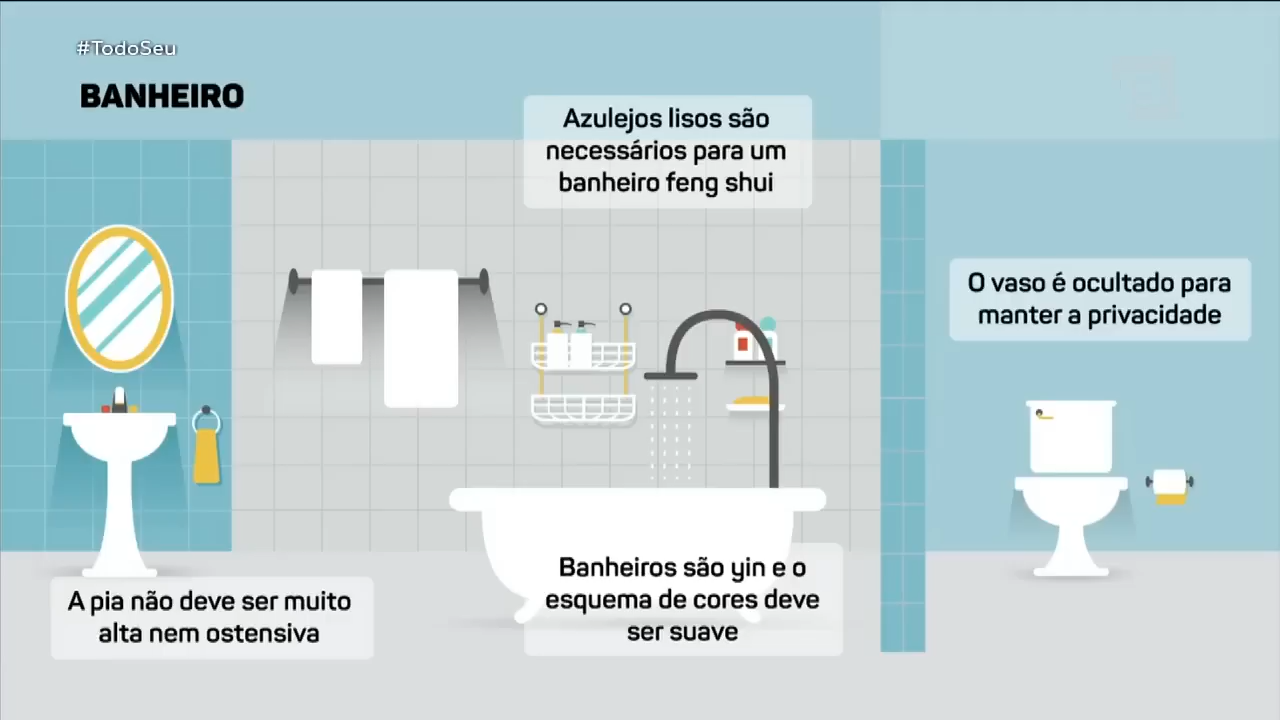 #TodoSeu
BANHEIRO
Azulejos lisos são
necessários para um
banheiro feng shui
O vaso é ocultado para
manter a privacidade
Banheiros são yin e o
esquema de cores deve
ser suave
A pia não deve ser muito
alta nem ostensiva